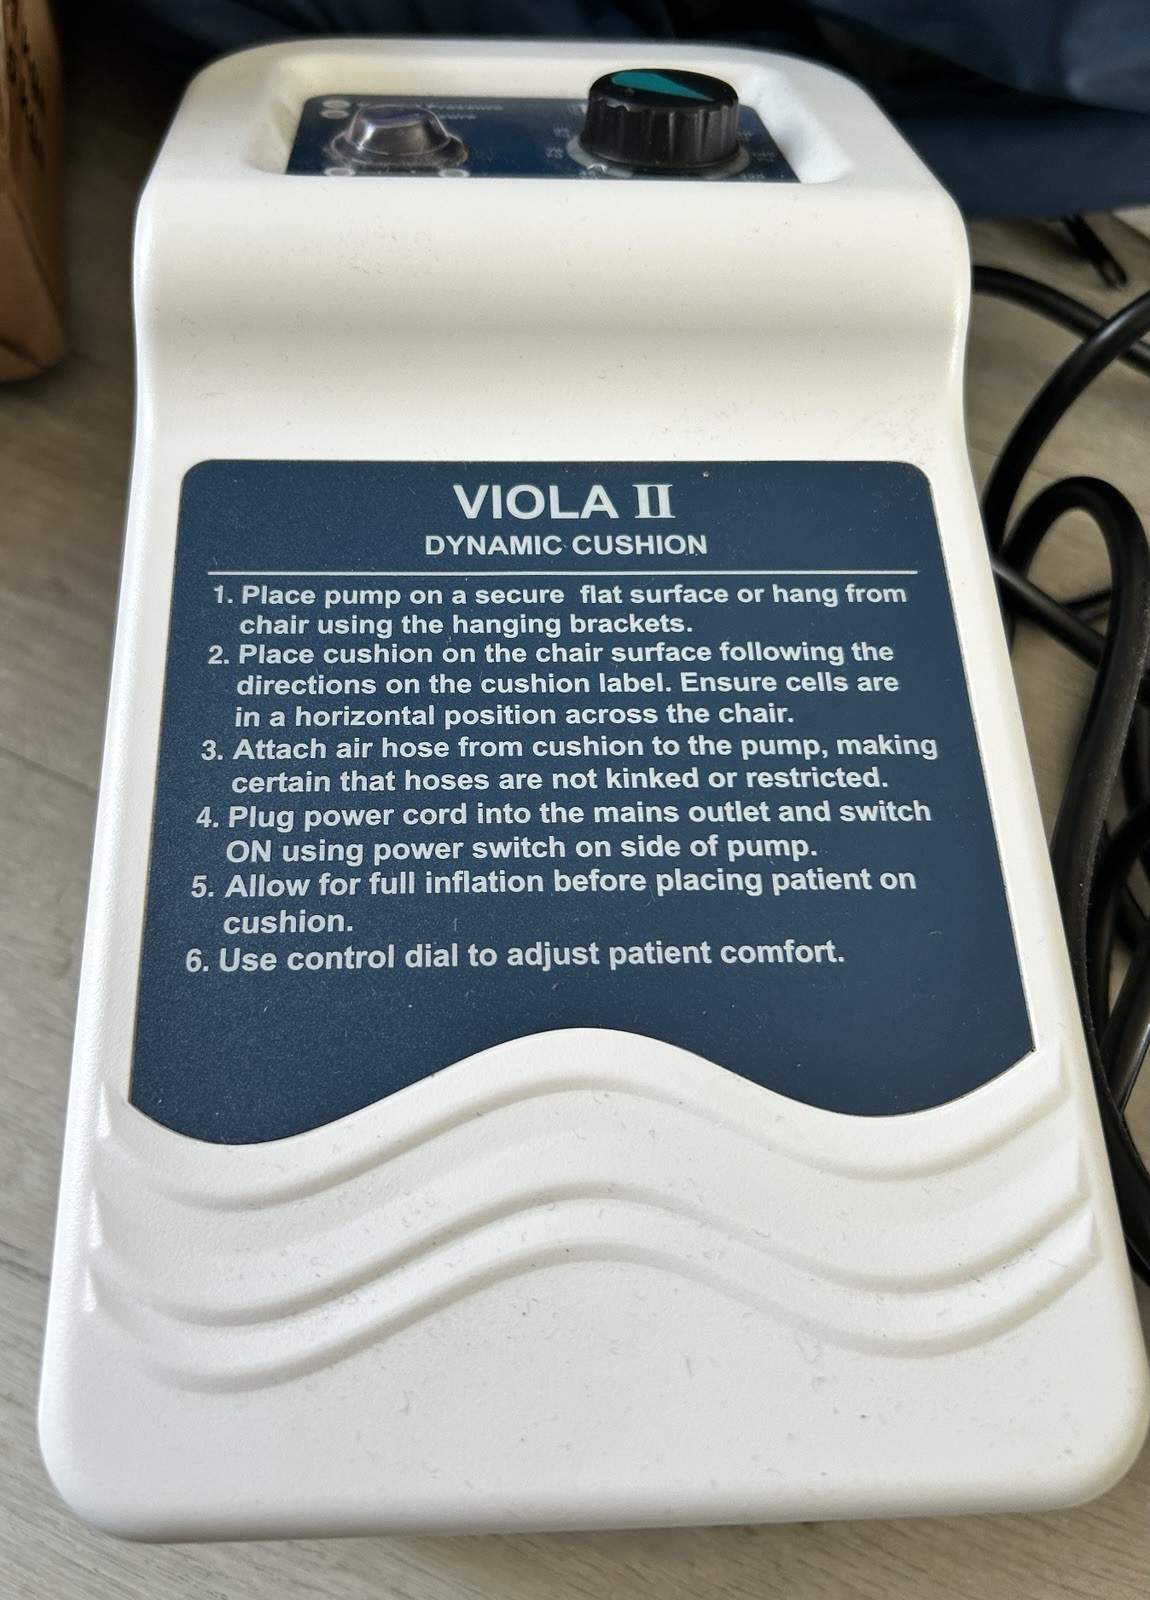 Pressure
VIOLA II
DYNAMIC CUSHION
1. Place pump on a secure flat surface or hang from
chair using the hanging brackets.
2. Place cushion on the chair surface following the
directions on the cushion label. Ensure cells are
in a horizontal position across the chair.
3. Attach air hose from cushion to the pump, making
certain that hoses are not kinked or restricted.
4. Plug power cord into the mains outlet and switch
ON using power switch on side of pump.
5. Allow for full inflation before placing patient on
cushion.
6. Use control dial to adjust patient comfort.